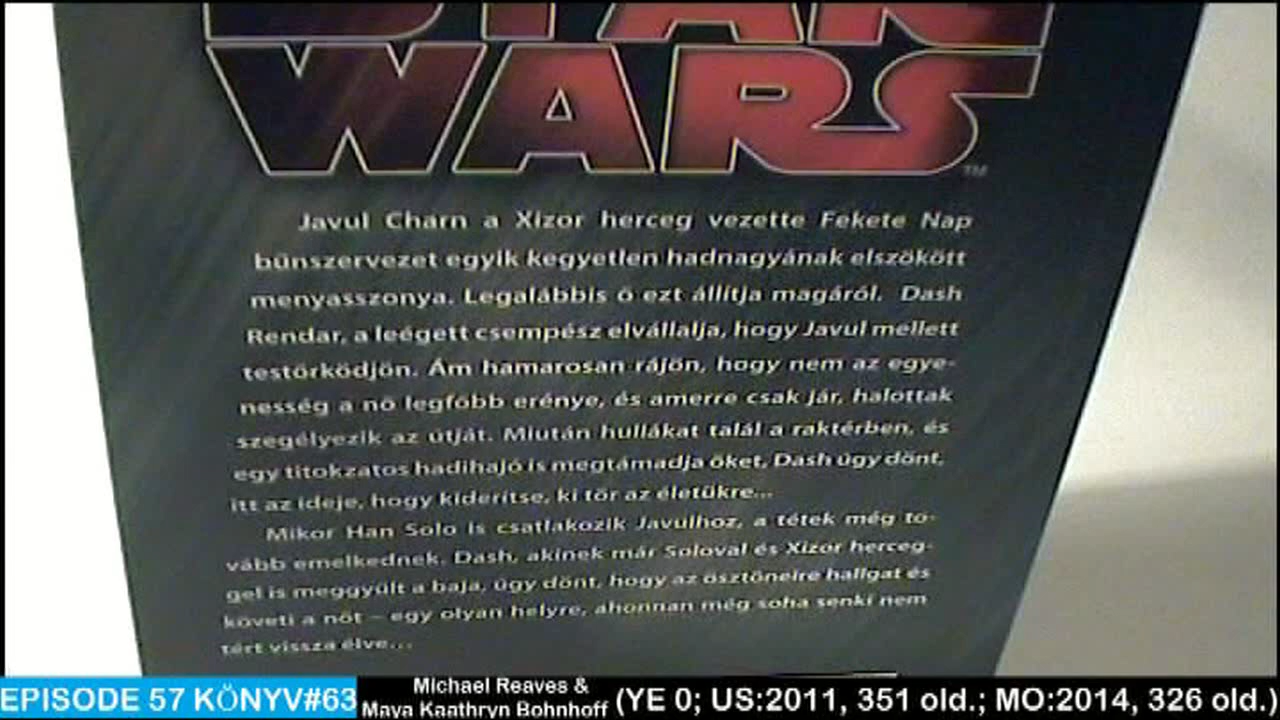 STAR
WARS
TM
Javul Charn a Xizor herceg vezette Fekete Nap
bűnszervezet egyik kegyetlen hadnagyának elszökött
menyasszonya. Legalábbis ő ezt állítja magáról. Dash
Rendar, a leégett csempész elvállalja, hogy Javul mellett
testőrködjön. Ám hamarosan rájön, hogy nem az egye-
nesség a nő legfőbb erénye, és amerre csak jár, halottak
szegélyezik az útját. Miután hullákat talál a raktérben, és
egy titokzatos hadihajó is megtámadja őket, Dash úgy dönt,
itt az ideje, hogy kiderítse, ki tör az életükre...
Mikor Han Solo is csatlakozik Javulhoz, a tétek még to-
vább emelkednek. Dash, akinek már Soloval és Xizor herceg-
gel is meggyűlt a baja, úgy dönt, hogy az ösztöneire hallgat és
követi a nőt – egy olyan helyre, ahonnan még soha senki nem
tért vissza élve...
EPISODE 57 KÖNYV#63
Michael Reaves &
Maya Kaathryn Bohnhoff
(YE 0; US:2011, 351 old.; MO:2014, 326 old.)